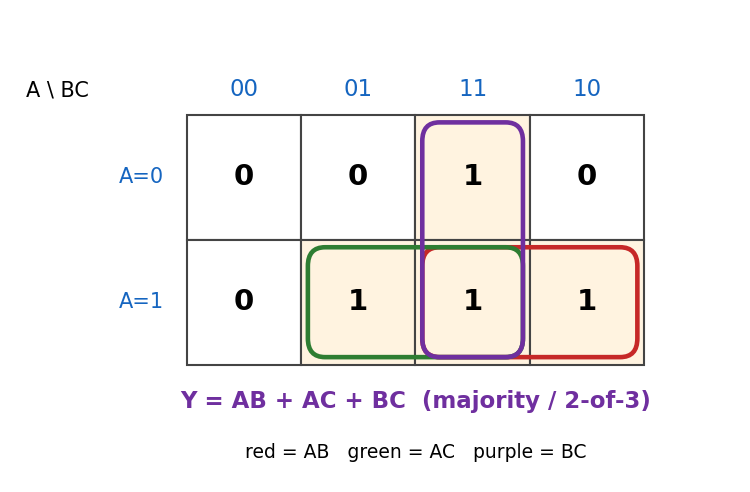 A \ BC 00 01 11 10
A=0 0 0 1 0
A=1 0 1 1 1
Y = AB + AC + BC (majority / 2-of-3)
red = AB green = AC purple = BC